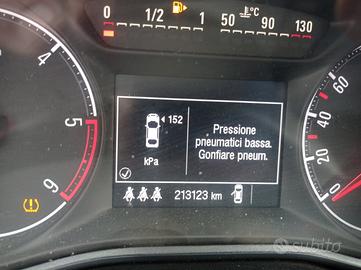 0 1/2 1 50 °C 90 130
4
5
6
152
kPa
Pressione
pneumatici bassa.
Gonfiare pneum.
213123 km
60
40
20
0
subito